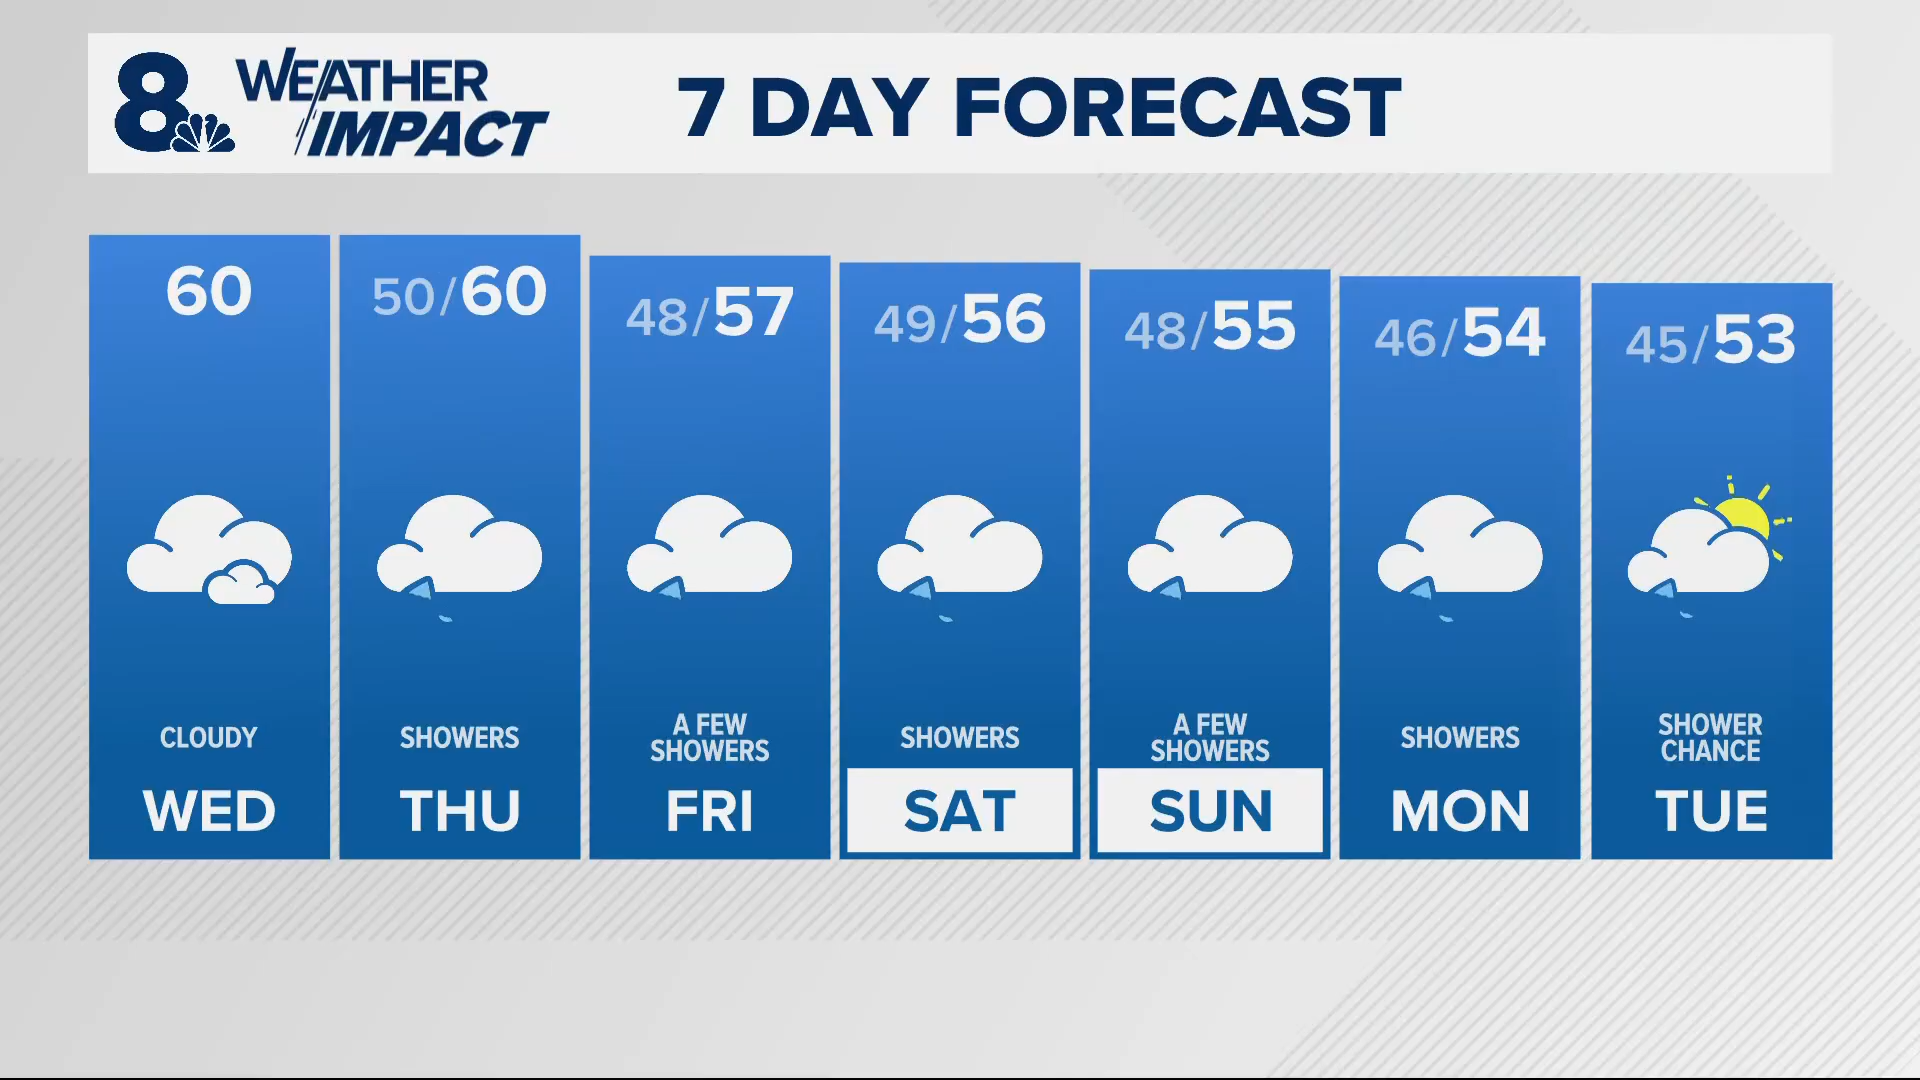 8 WEATHER IMPACT
7 DAY FORECAST
60
50/60
48/57
49/56
48/55
46/54
45/53
CLOUDY
SHOWERS
A FEW
SHOWERS
SHOWERS
A FEW
SHOWERS
SHOWERS
SHOWER
CHANCE
WED
THU
FRI
SAT
SUN
MON
TUE